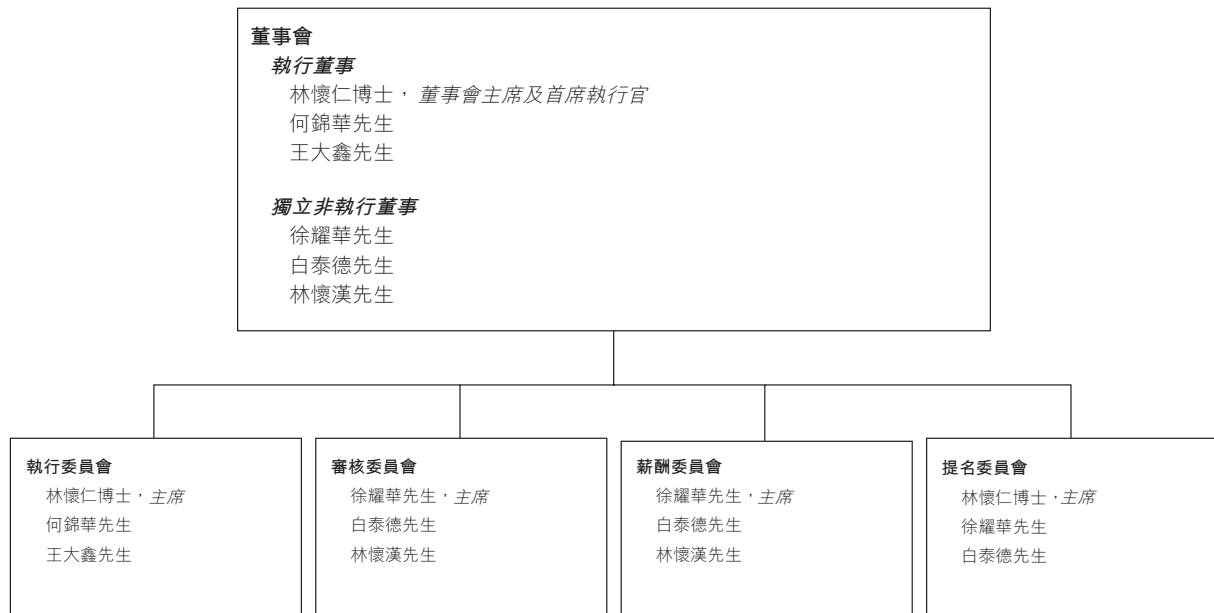 董事會
執行董事
林懷仁博士，董事會主席及首席執行官
何錦華先生
王大鑫先生
獨立非執行董事
徐耀華先生
白泰德先生
林懷漢先生
執行委員會
林懷仁博士，主席
何錦華先生
王大鑫先生
審核委員會
徐耀華先生，主席
白泰德先生
林懷漢先生
薪酬委員會
徐耀華先生，主席
白泰德先生
林懷漢先生
提名委員會
林懷仁博士，主席
徐耀華先生
白泰德先生